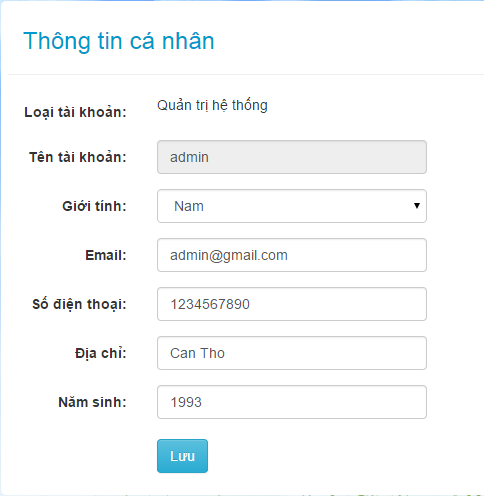 Thông tin cá nhân
Loại tài khoản: Quản trị hệ thống
Tên tài khoản: admin
Giới tính: Nam
Email: admin@gmail.com
Số điện thoại: 1234567890
Địa chỉ: Can Tho
Năm sinh: 1993
Lưu